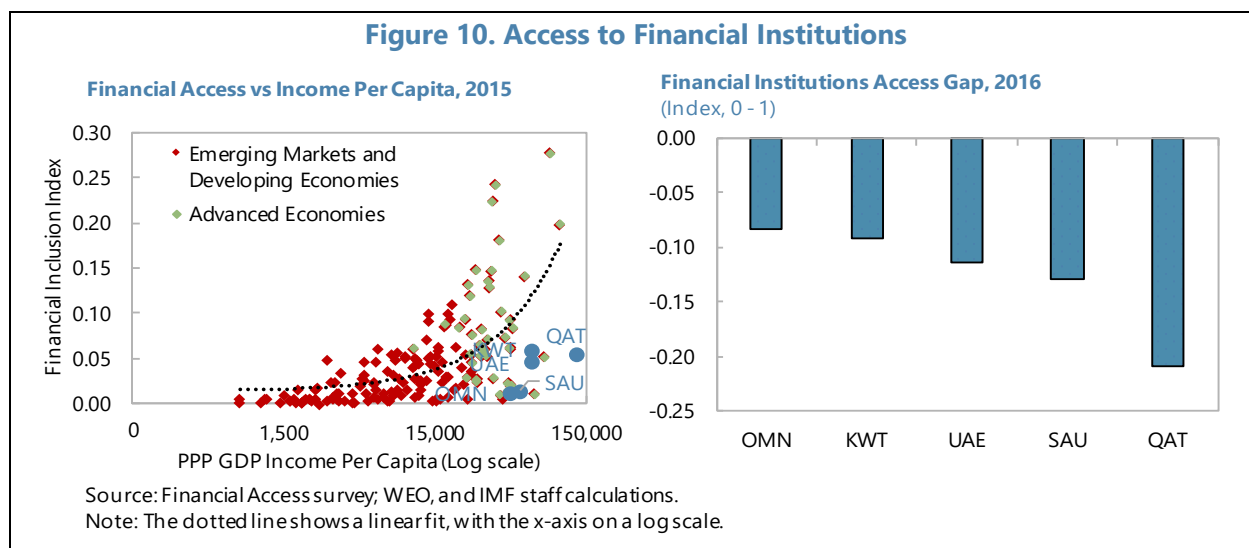 Figure 10. Access to Financial Institutions
Financial Access vs Income Per Capita, 2015
0.30
0.25
0.20
0.15
0.10
0.05
0.00
Financial Inclusion Index
Emerging Markets and
Developing Economies
Advanced Economies
QAT
KWT
UAE
SAU
OMN
0
1,500
15,000
150,000
PPP GDP Income Per Capita (Log scale)
Financial Institutions Access Gap, 2016
(Index, 0 - 1)
0.00
-0.05
-0.10
-0.15
-0.20
-0.25
OMN
KWT
UAE
SAU
QAT
Source: Financial Access survey; WEO, and IMF staff calculations.
Note: The dotted line shows a linear fit, with the x-axis on a log scale.